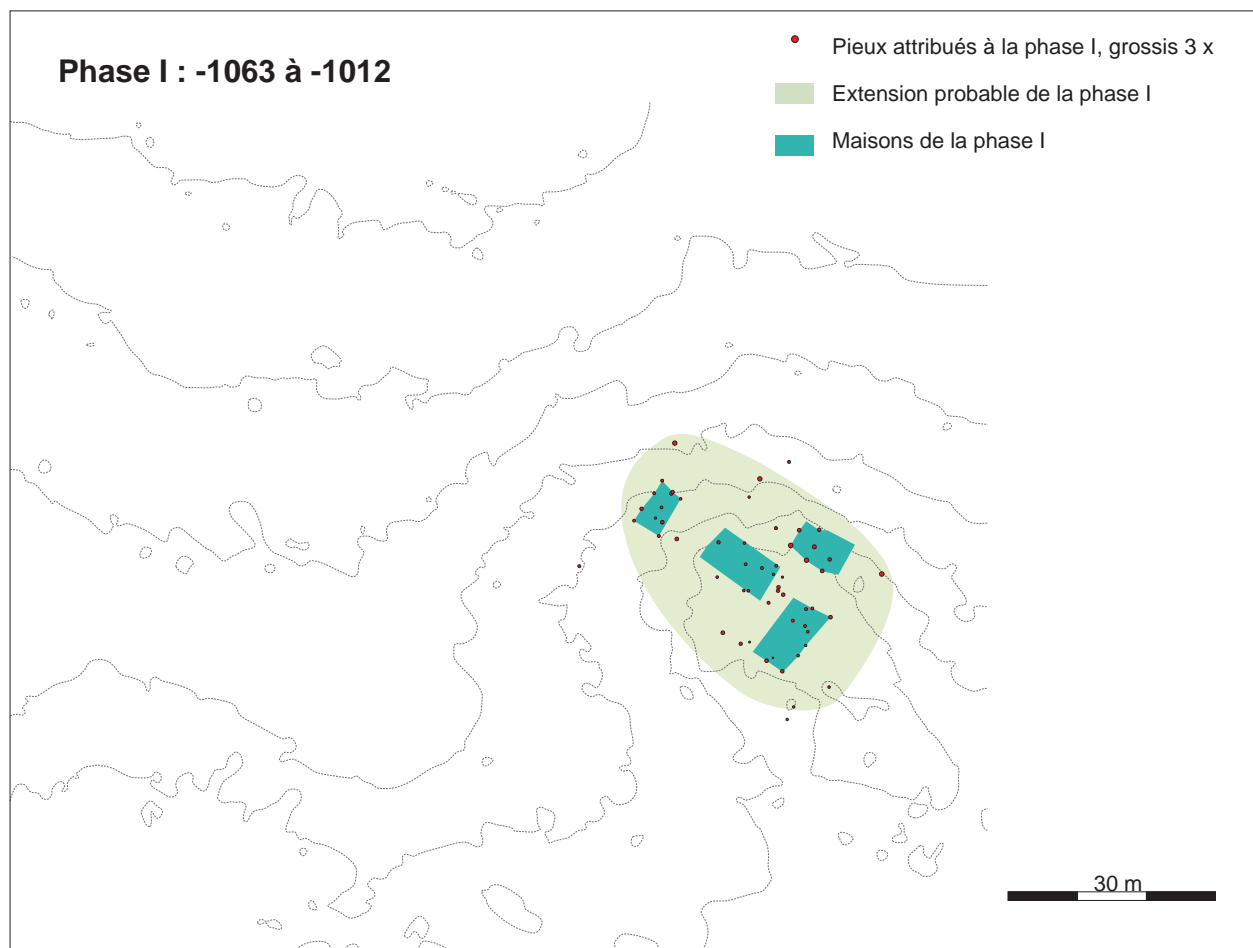 Phase I : -1063 à -1012
Pieux attribués à la phase I, grossis 3 x
Extension probable de la phase I
Maisons de la phase I
30 m